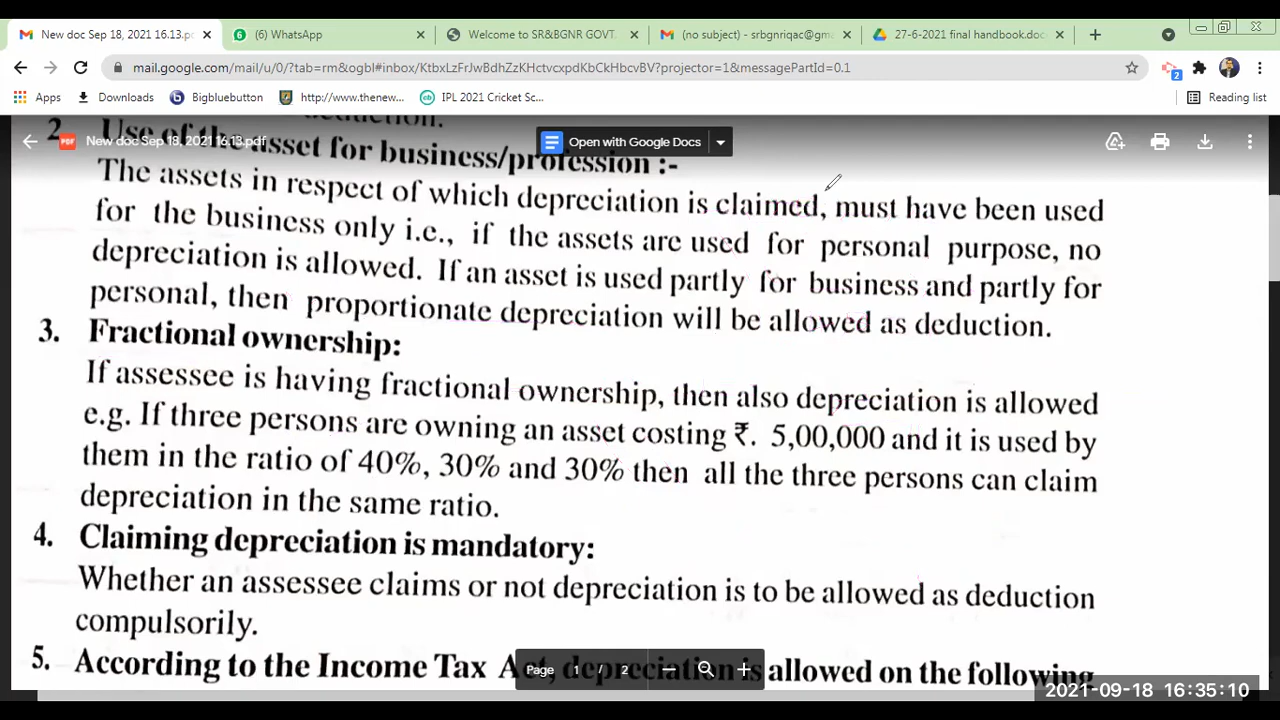 New doc Sep 18, 2021 16.13.p
(6) WhatsApp
Welcome to SR&BGNR GOVT
(no subject) - srbgnriqac@gm
27-6-2021 final handbook.doc
mail.google.com/mail/u/0/?tab=rm&ogbl#inbox/KtbxLzFrJwBdhZzKHctvcxpdKbCkHbcvBV?projector=1&messagePartId=0.1
2
Apps
Downloads
Bigbluebutton
http://www.thenew...
IPL 2021 Cricket Sc...
Reading list
deduction.
New doc Sep 18, 2021 16.13.pdf
Open with Google Docs
2. Use of the asset for business/profession :-
The assets in respect of which depreciation is claimed, must have been used
for the business only i.e., if the assets are used for personal purpose, no
depreciation is allowed. If an asset is used partly for business and partly for
personal, then proportionate depreciation will be allowed as deduction.
3. Fractional ownership:
If assessee is having fractional ownership, then also depreciation is allowed
e.g. If three persons are owning an asset costing ₹. 5,00,000 and it is used by
them in the ratio of 40%, 30% and 30% then all the three persons can claim
depreciation in the same ratio.
4. Claiming depreciation is mandatory:
Whether an assessee claims or not depreciation is to be allowed as deduction
compulsorily.
5. According to the Income Tax Act, depreciation is allowed on the following
Page 1 / 2
2021-09-18 16:35:10